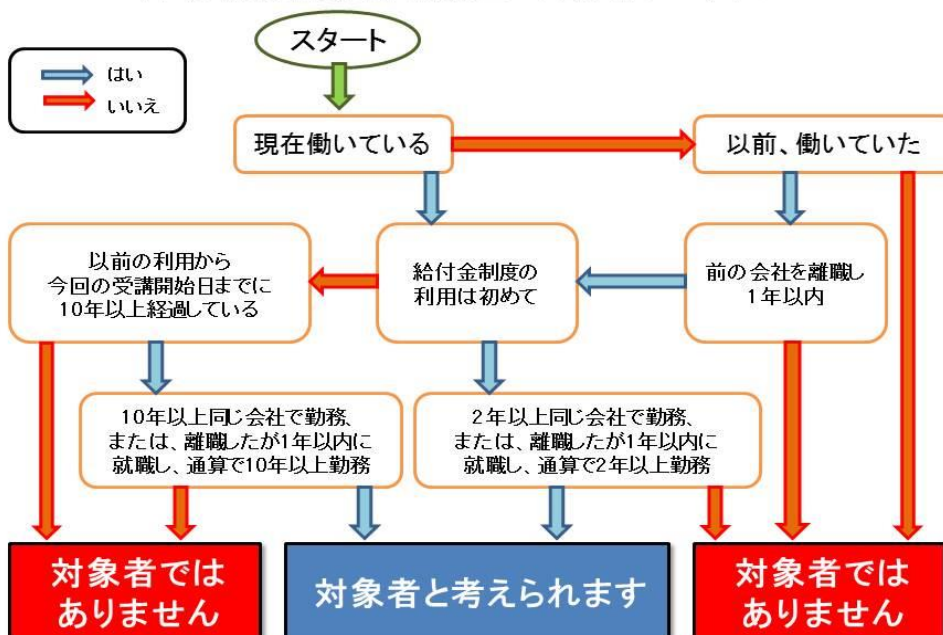 スタート
はい
いいえ
現在働いている
以前、働いていた
以前の利用から
今回の受講開始日までに
10年以上経過している
給付金制度の
利用は初めて
前の会社を離職し
1年以内
10年以上同じ会社で勤務、
または、離職したが1年以内に
就職し、通算で10年以上勤務
2年以上同じ会社で勤務、
または、離職したが1年以内に
就職し、通算で2年以上勤務
対象者では
ありません
対象者と考えられます
対象者では
ありません